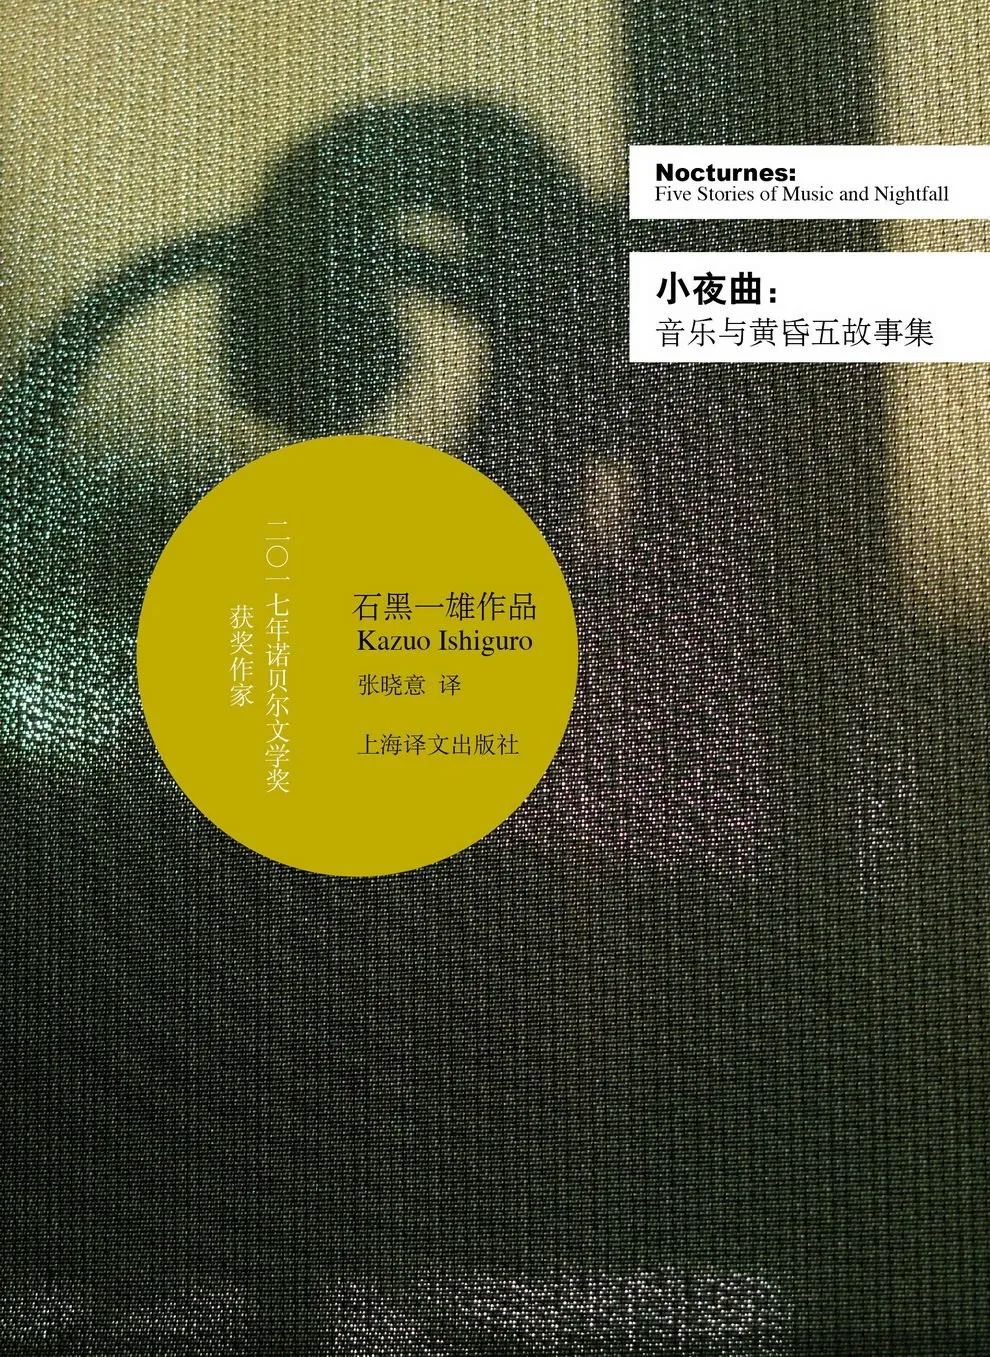 Nocturnes:
Five Stories of Music and Nightfall
小夜曲：
音乐与黄昏五故事集
二〇一七年诺贝尔文学奖
获奖作家
石黑一雄作品
Kazuo Ishiguro
张晓意 译
上海译文出版社